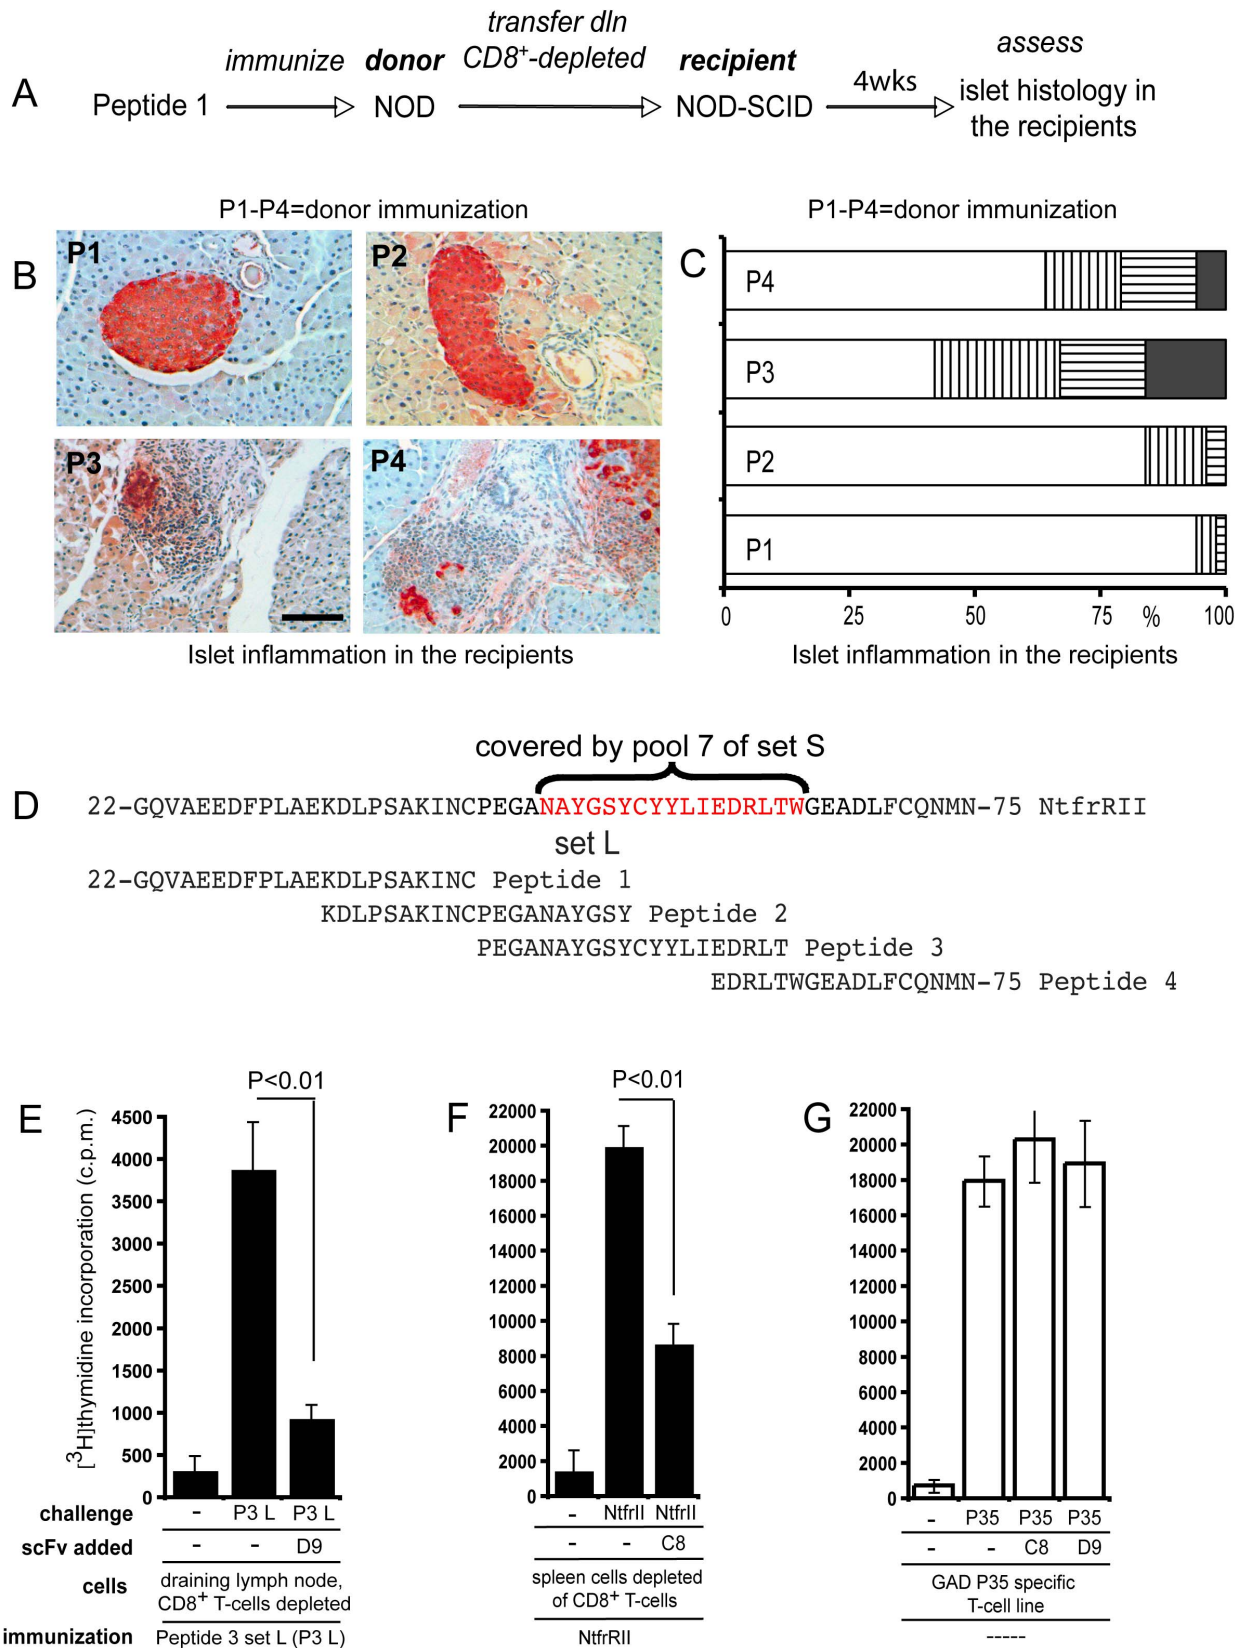 transfer dln
immunize donor CD8+-depleted recipient
assess
A Peptide 1 NOD NOD-SCID 4wks islet histology in
the recipients
P1-P4=donor immunization
B
P1
P2
P3
P4
Islet inflammation in the recipients
P1-P4=donor immunization
C
P4
P3
P2
P1
0 25 50 75 % 100
Islet inflammation in the recipients
covered by pool 7 of set S
D 22-GQVAEEDFPLAEKDLPSAKINCPEGANAYGSYCYYLIEDRLTWGEADLFCQNMN-75 NtfrRII
set L
22-GQVAEEDFPLAEKDLPSAKINC Peptide 1
KDLPSAKINCPEGANAYGSY Peptide 2
PEGANAYGSYCYYLIEDRLT Peptide 3
EDRLTWGEADLFCQNMN-75 Peptide 4
E
[3H]thymidine incorporation (c.p.m.)
P<0.01
4500
4000
3500
3000
2500
2000
1500
1000
500
0
challenge - P3 L P3 L
scFv added - - D9
cells draining lymph node,
CD8+ T-cells depleted
immunization Peptide 3 set L (P3 L)
F
P<0.01
22000
20000
18000
16000
14000
12000
10000
8000
6000
4000
2000
0
- NtfrII NtfrII
- - C8
spleen cells depleted
of CD8+ T-cells
NtfrRII
G
22000
20000
18000
16000
14000
12000
10000
8000
6000
4000
2000
0
- P35 P35 P35
- - C8 D9
GAD P35 specific
T-cell line
-----